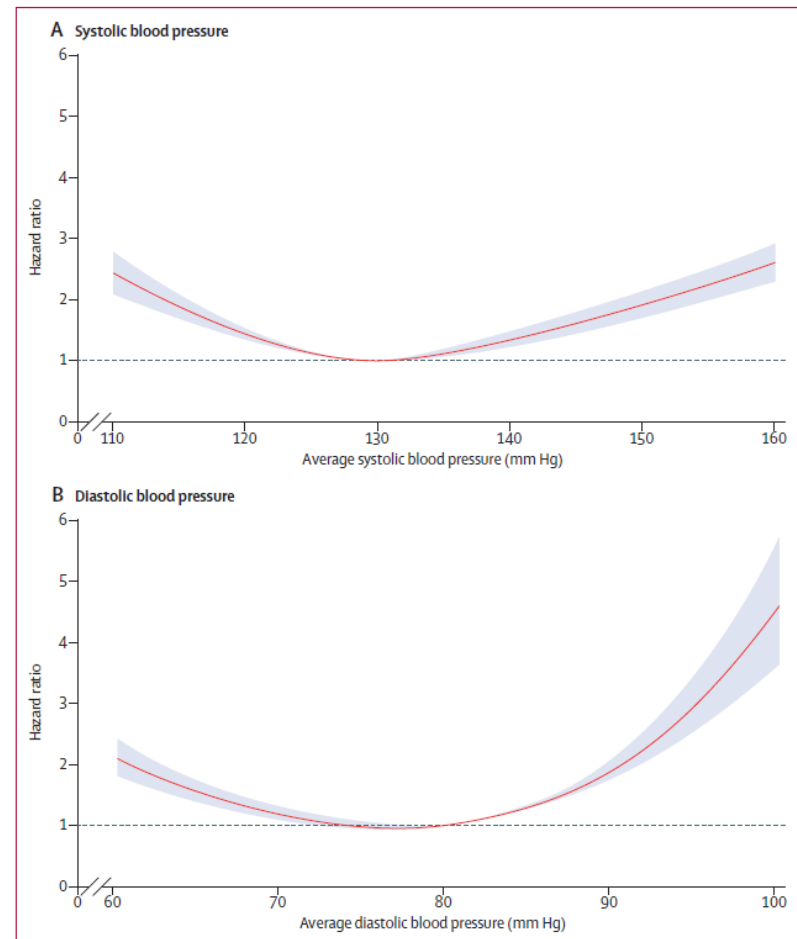 A Systolic blood pressure
6
5
4
3
2
1
0
Hazard ratio
0 110 120 130 140 150 160
Average systolic blood pressure (mm Hg)
B Diastolic blood pressure
6
5
4
3
2
1
0
Hazard ratio
0 60 70 80 90 100
Average diastolic blood pressure (mm Hg)